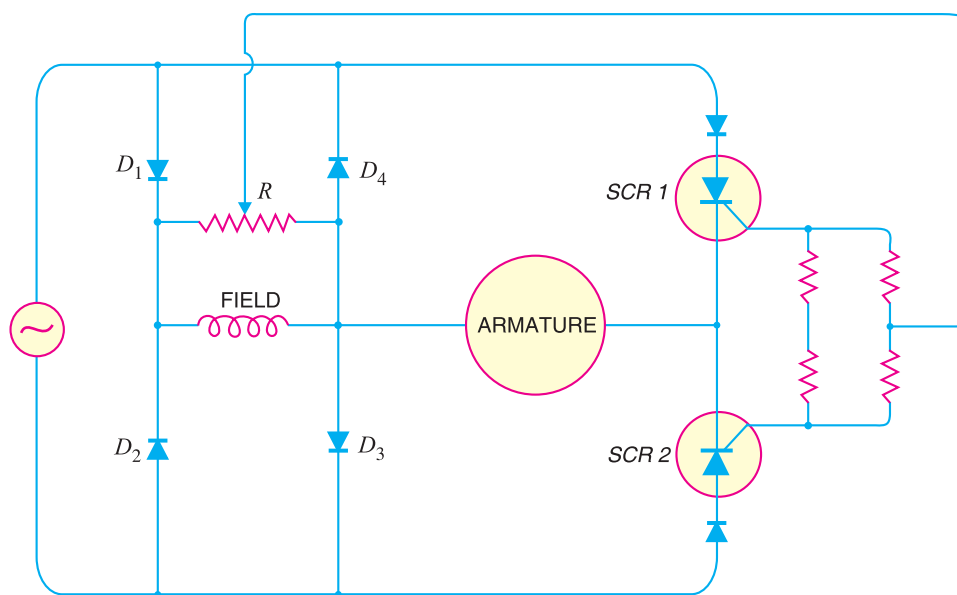 D1
D4
R
SCR 1
FIELD
ARMATURE
D2
D3
SCR 2